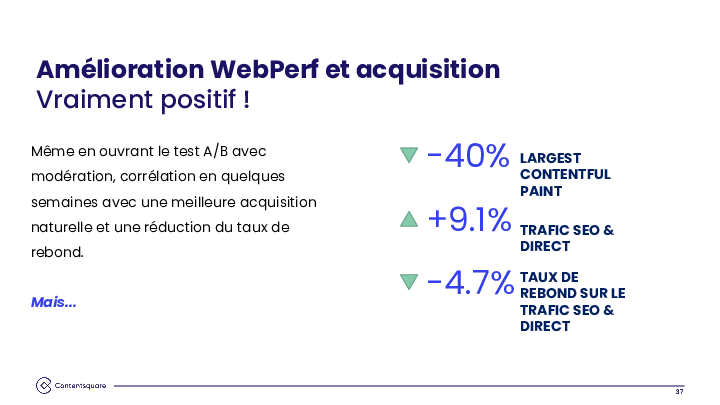 Amélioration WebPerf et acquisition
Vraiment positif !
Même en ouvrant le test A/B avec
modération, corrélation en quelques
semaines avec une meilleure acquisition
naturelle et une réduction du taux de
rebond.
Mais...
-40%
LARGEST
CONTENTFUL
PAINT
+9.1%
TRAFIC SEO &
DIRECT
-4.7%
TAUX DE
REBOND SUR LE
TRAFIC SEO &
DIRECT
Contentsquare
37